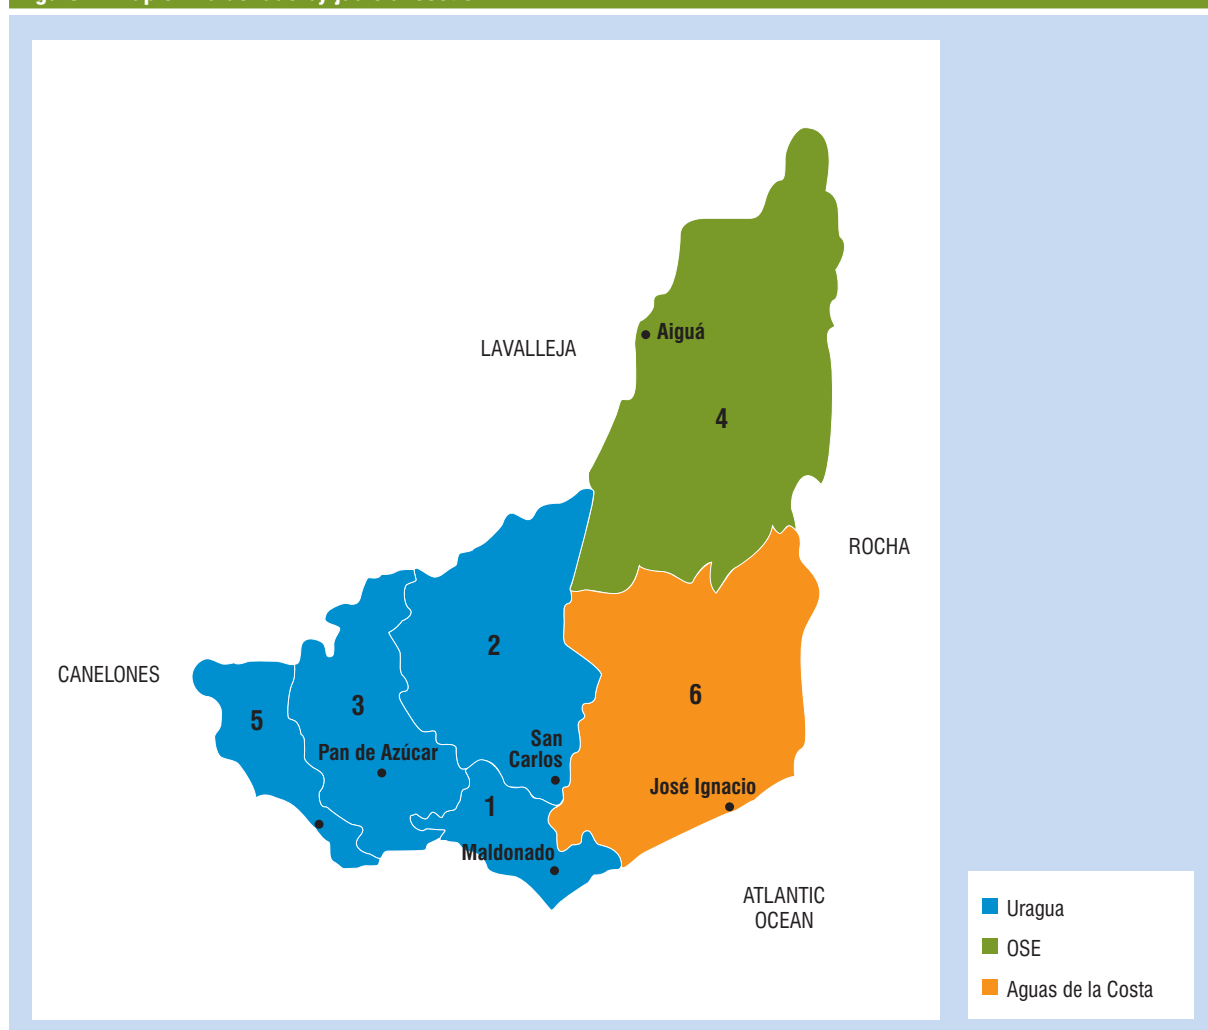 LAVALLEJA
Aiguá
4
ROCHA
2
CANELONES
6
3
5
San
Carlos
Pan de Azúcar
José Ignacio
1
Maldonado
ATLANTIC
OCEAN
Uragua
OSE
Aguas de la Costa